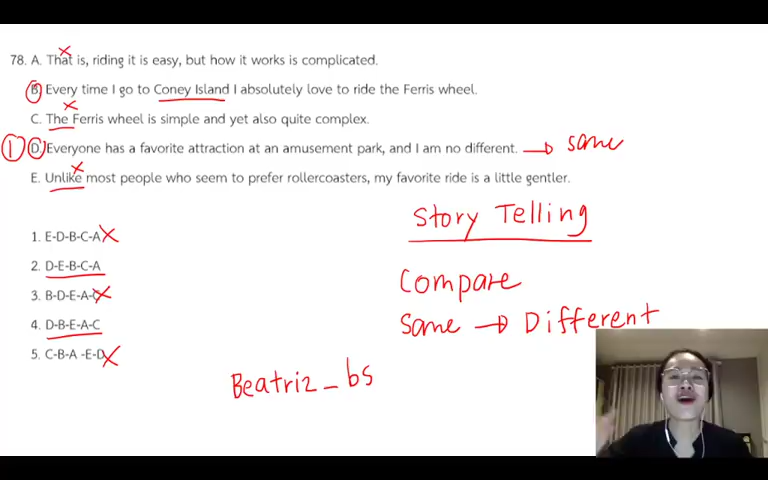 78. A. That is, riding it is easy, but how it works is complicated.
B. Every time I go to Coney Island I absolutely love to ride the Ferris wheel.
C. The Ferris wheel is simple and yet also quite complex.
1 D. Everyone has a favorite attraction at an amusement park, and I am no different. → same
E. Unlike most people who seem to prefer rollercoasters, my favorite ride is a little gentler.
Story Telling
1. E-D-B-C-A
2. D-E-B-C-A
Compare
3. B-D-E-A-C
4. D-B-E-A-C
Same → Different
5. C-B-A -E-D
Beatriz_bs